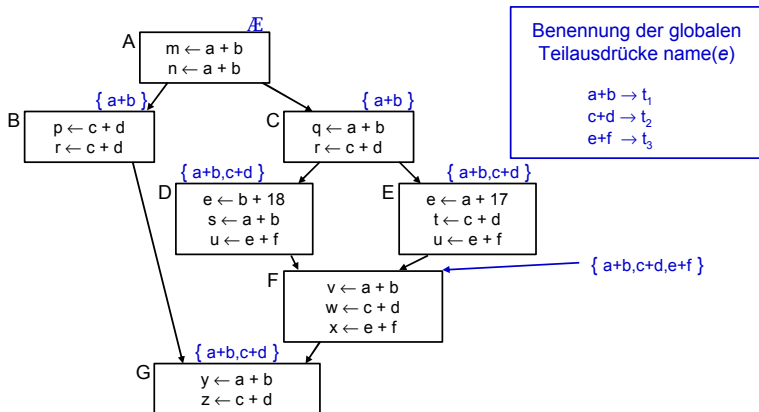 Æ
A
m ← a + b
n ← a + b
Benennung der globalen
Teilausdrücke name(e)
a+b → t₁
c+d → t₂
e+f → t₃
{ a+b }
B
p ← c + d
r ← c + d
{ a+b }
C
q ← a + b
r ← c + d
{ a+b,c+d }
D
e ← b + 18
s ← a + b
u ← e + f
{ a+b,c+d }
E
e ← a + 17
t ← c + d
u ← e + f
{ a+b,c+d,e+f }
F
v ← a + b
w ← c + d
x ← e + f
{ a+b,c+d }
G
y ← a + b
z ← c + d